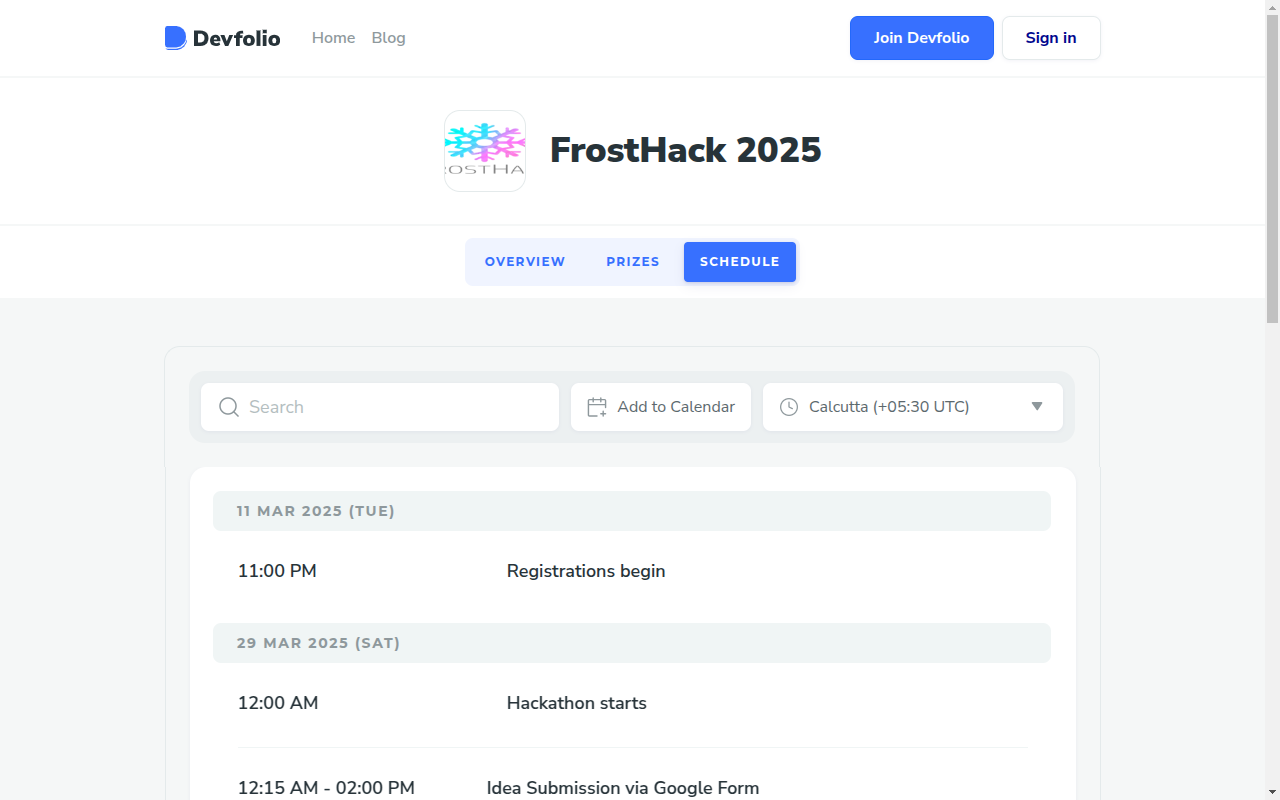 Devfolio
Home
Blog
Join Devfolio
Sign in
OSTHA
FrostHack 2025
OVERVIEW
PRIZES
SCHEDULE
Search
Add to Calendar
Calcutta (+05:30 UTC)
11 MAR 2025 (TUE)
11:00 PM
Registrations begin
29 MAR 2025 (SAT)
12:00 AM
Hackathon starts
12:15 AM - 02:00 PM
Idea Submission via Google Form